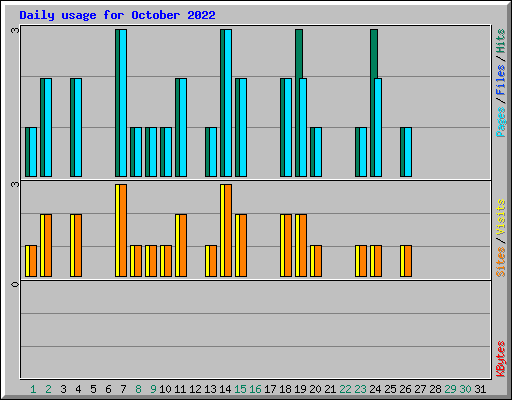 Daily usage for October 2022
3
Pages / Files / Hits
3
Sites / Visits
0
KBytes
1 2 3 4 5 6 7 8 9 10 11 12 13 14 15 16 17 18 19 20 21 22 23 24 25 26 27 28 29 30 31